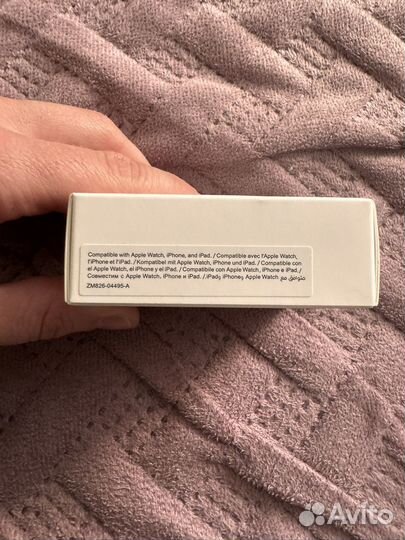 Compatible with Apple Watch, iPhone, and iPad. / Compatible avec l'Apple Watch,
l'iPhone et l'iPad. / Kompatibel mit Apple Watch, iPhone und iPad. / Compatible con
el Apple Watch, el iPhone y el iPad. / Compatibile con Apple Watch, iPhone e iPad. /
Совместим с Apple Watch, iPhone и iPad. / متوافق مع Apple Watch وiPhone وiPad.
ZM826-04495-A
Avito